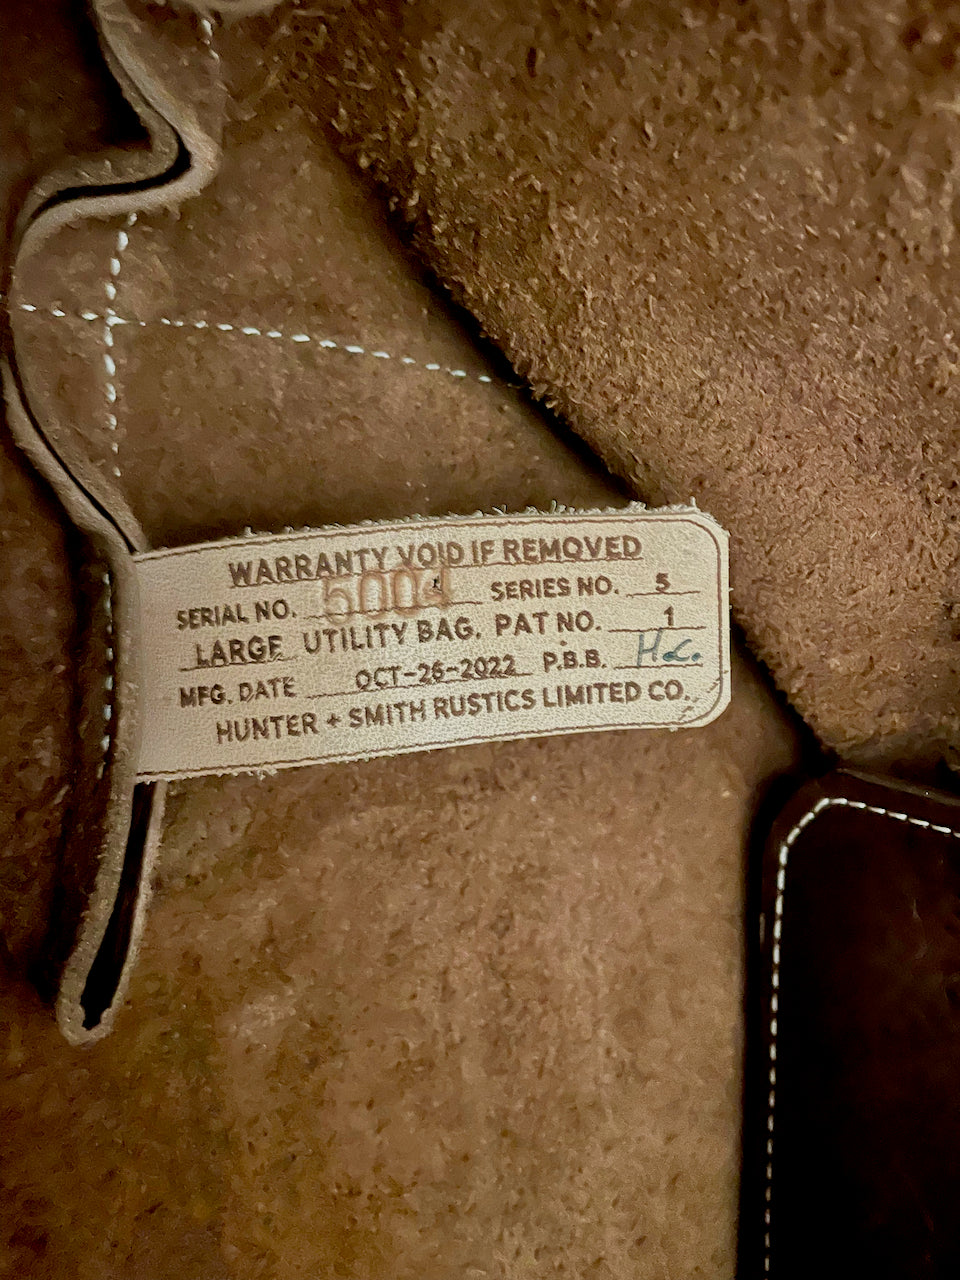 WARRANTY VOID IF REMOVED
SERIAL NO. 5004 SERIES NO. 5
LARGE UTILITY BAG. PAT NO. 1
MFG. DATE OCT-26-2022 P.B.B. H.L.
HUNTER + SMITH RUSTICS LIMITED CO.